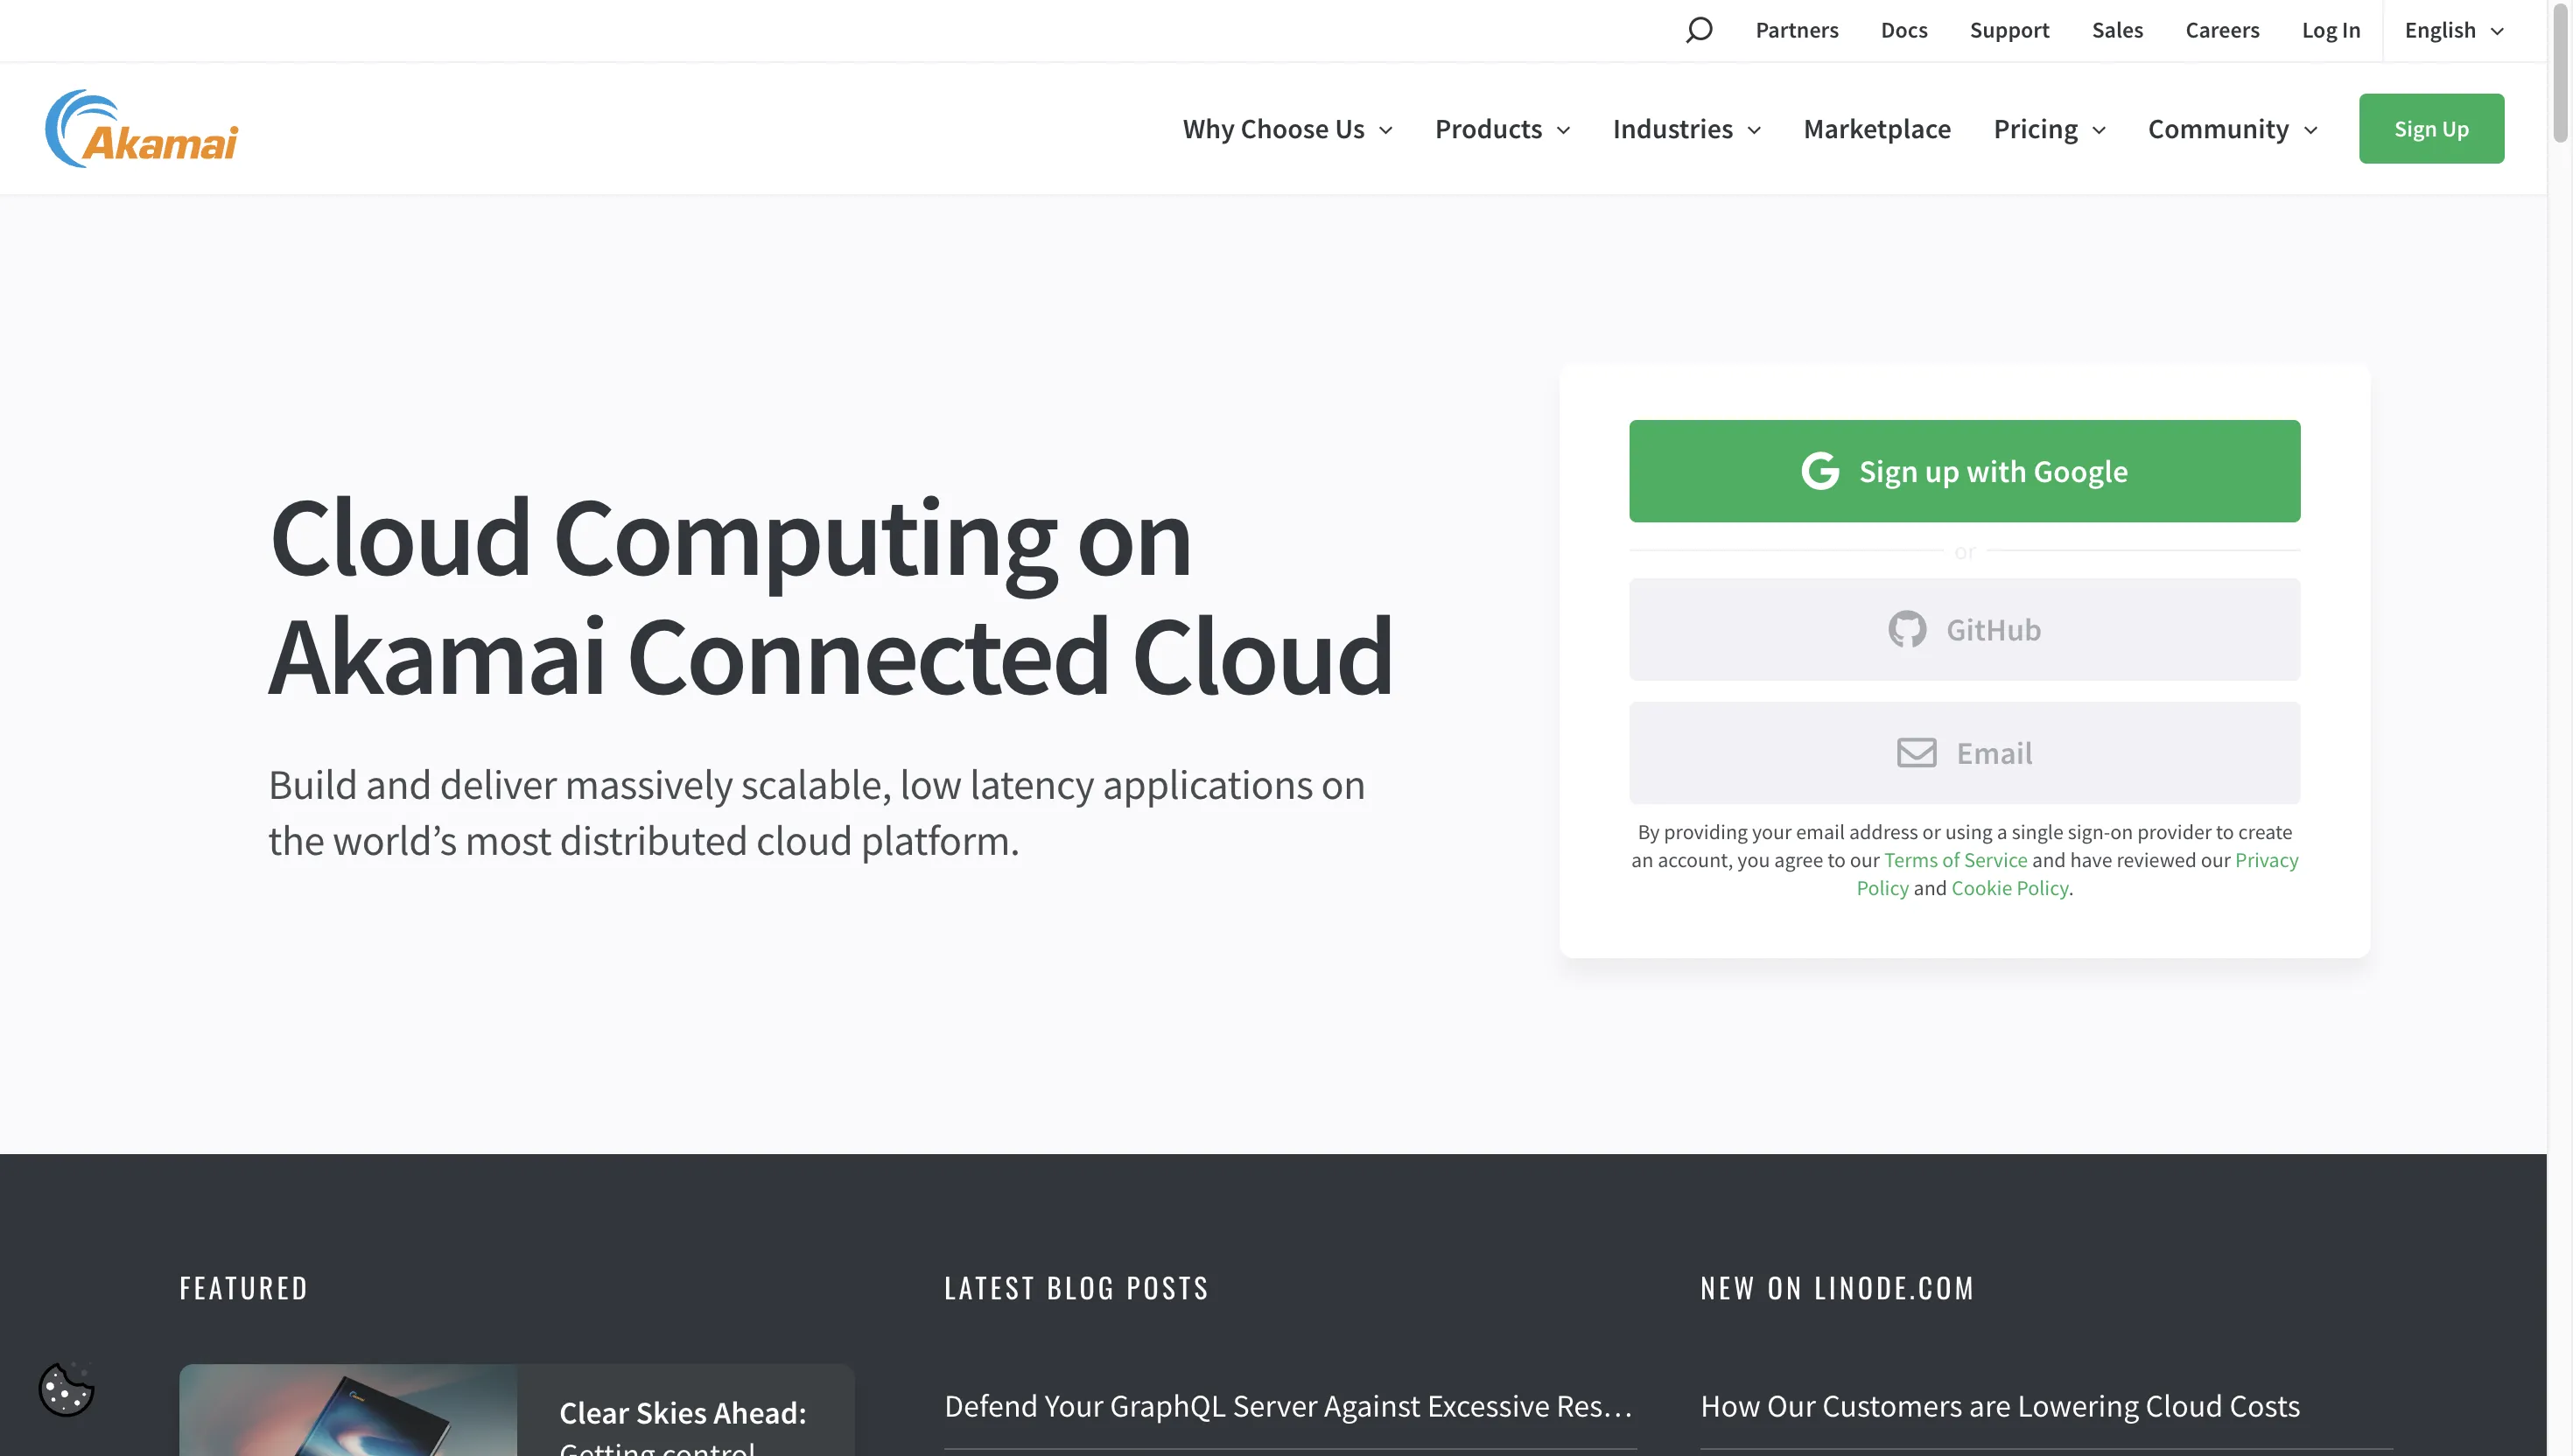 Partners Docs Support Sales Careers Log In English
Akamai
Why Choose Us Products Industries Marketplace Pricing Community Sign Up
Cloud Computing on
Akamai Connected Cloud
Build and deliver massively scalable, low latency applications on
the world’s most distributed cloud platform.
Sign up with Google
or
GitHub
Email
By providing your email address or using a single sign-on provider to create
an account, you agree to our Terms of Service and have reviewed our Privacy
Policy and Cookie Policy.
FEATURED
Clear Skies Ahead:
Getting control
LATEST BLOG POSTS
Defend Your GraphQL Server Against Excessive Res…
NEW ON LINODE.COM
How Our Customers are Lowering Cloud Costs